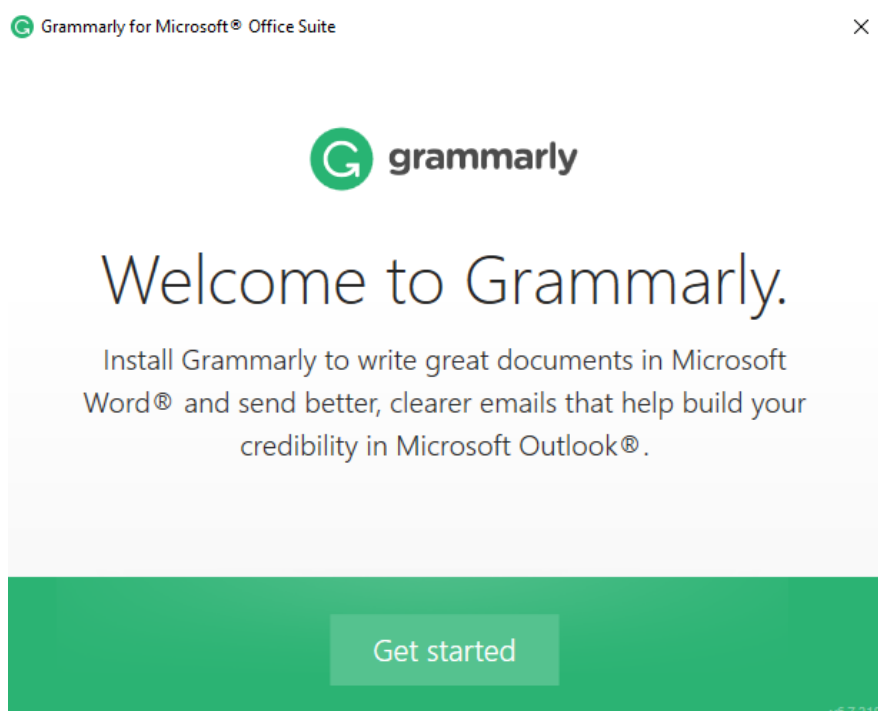 Grammarly for Microsoft® Office Suite
grammarly
Welcome to Grammarly.
Install Grammarly to write great documents in Microsoft
Word® and send better, clearer emails that help build your
credibility in Microsoft Outlook®.
Get started